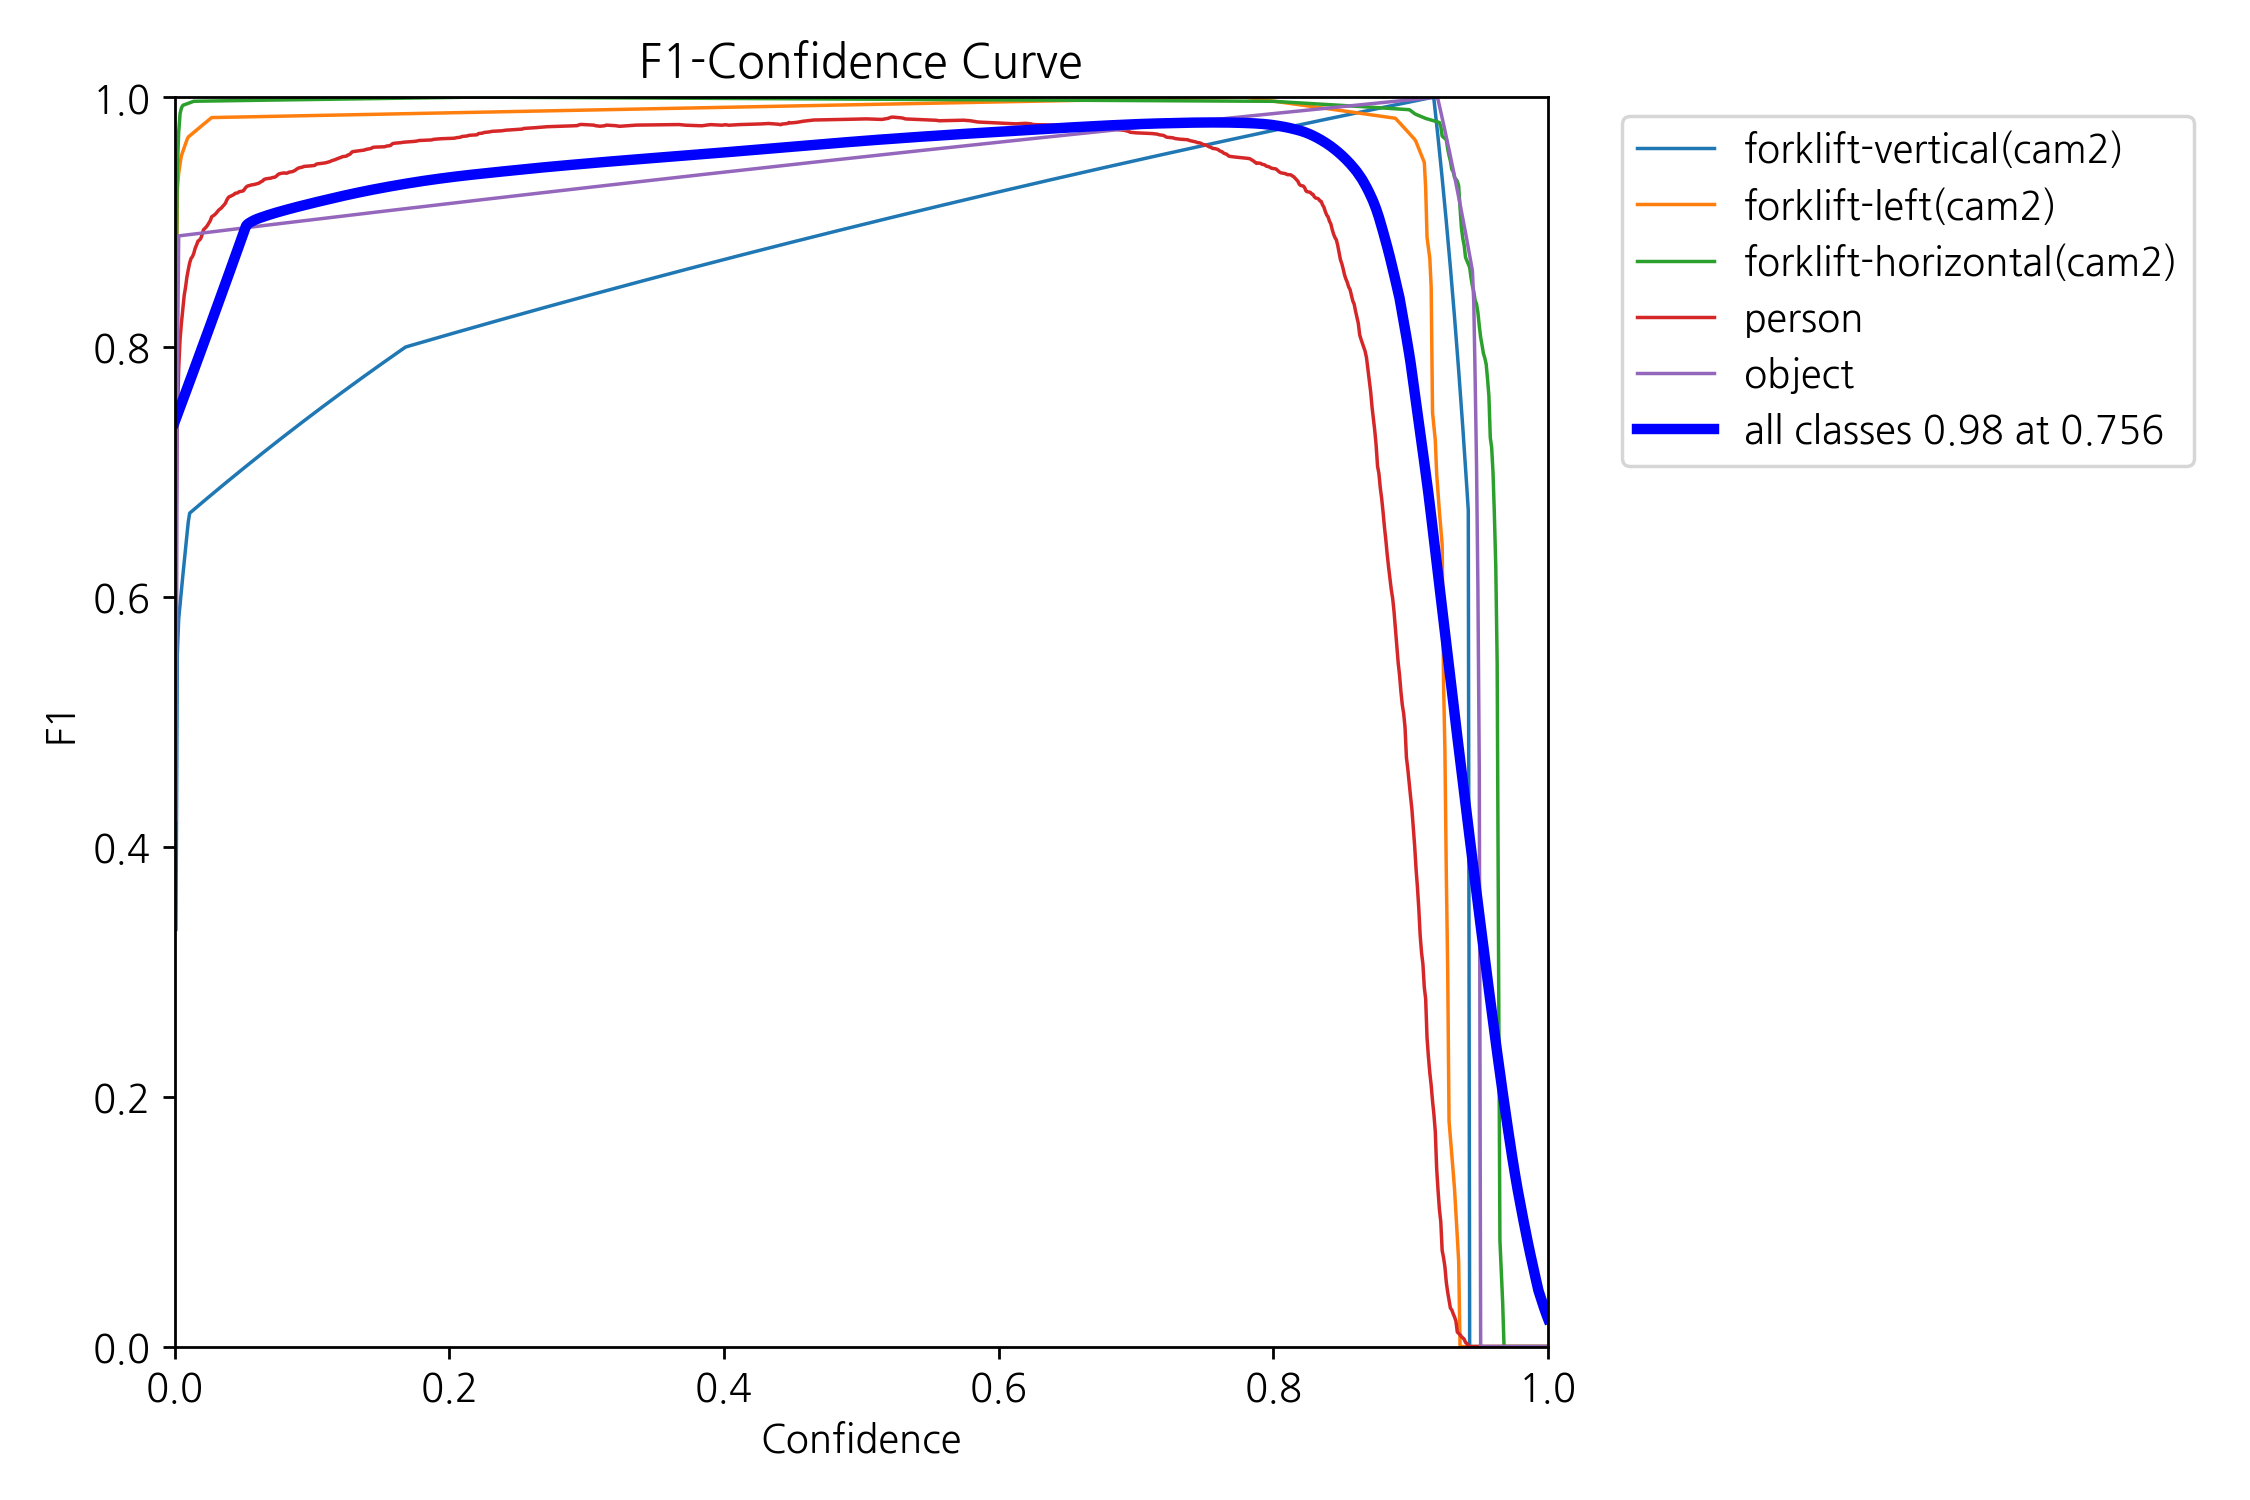 F1-Confidence Curve
1.0
0.8
0.6
0.4
0.2
0.0
F1
0.0 0.2 0.4 0.6 0.8 1.0
Confidence
forklift-vertical(cam2)
forklift-left(cam2)
forklift-horizontal(cam2)
person
object
all classes 0.98 at 0.756